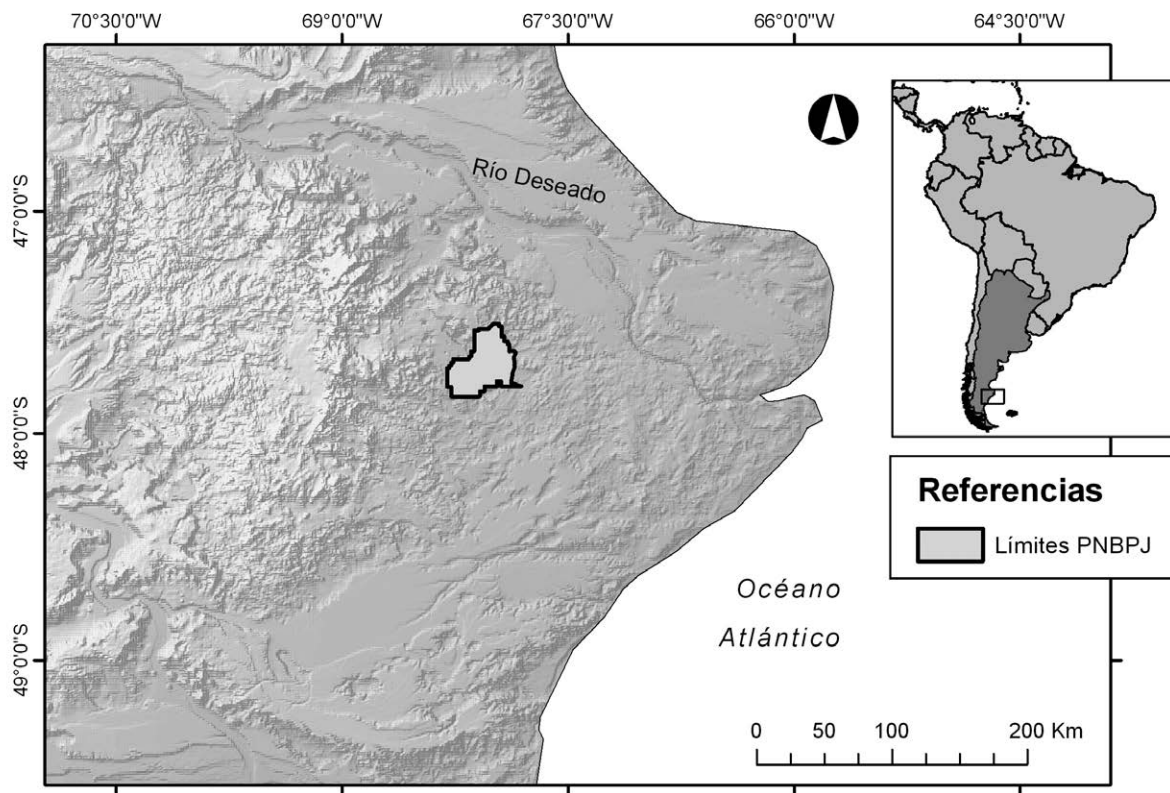 70°30'0"W 69°0'0"W 67°30'0"W 66°0'0"W 64°30'0"W
47°0'0"S
48°0'0"S
49°0'0"S
Río Deseado
Referencias
Límites PNBPJ
Océano
Atlántico
0 50 100 200 Km